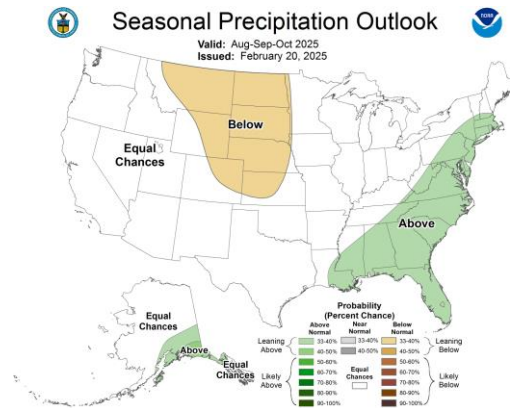 Seasonal Precipitation Outlook
NOAA
Valid: Aug-Sep-Oct 2025
Issued: February 20, 2025
Below
Equal
Chances
Above
Equal
Chances
Above
Equal
Chances
Probability
(Percent Chance)
Above
Normal
Near
Normal
Below
Normal
Leaning
Above
33-40%
33-40%
33-40%
Leaning
Below
40-50%
40-50%
40-50%
Likely
Above
50-60%
Equal
Chances
50-60%
Likely
Below
60-70%
60-70%
70-80%
70-80%
80-90%
80-90%
90-100%
90-100%